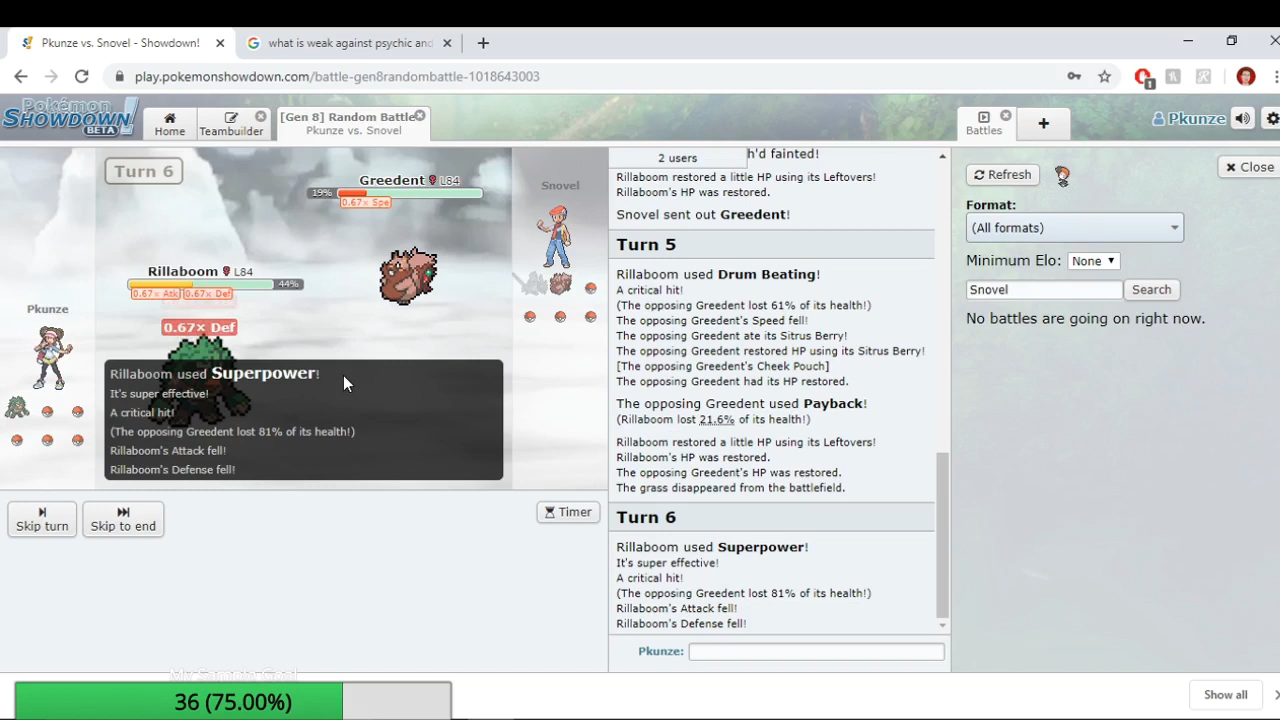 Pkunze vs. Snovel - Showdown!
what is weak against psychic and
play.pokemonshowdown.com/battle-gen8randombattle-1018643003
1
Pokémon
SHOWDOWN!
BETA
Home
Teambuilder
[Gen 8] Random Battle
Pkunze vs. Snovel
Battles
Pkunze
Turn 6
Greedent L84
19%
0.67× Spe
Snovel
Rillaboom L84
44%
0.67× Atk 0.67× Def
Pkunze
0.67× Def
Rillaboom used Superpower!
It's super effective!
A critical hit!
(The opposing Greedent lost 81% of its health!)
Rillaboom's Attack fell!
Rillaboom's Defense fell!
Skip turn
Skip to end
Timer
2 users
h'd fainted!
Rillaboom restored a little HP using its Leftovers!
Rillaboom's HP was restored.
Snovel sent out Greedent!
Turn 5
Rillaboom used Drum Beating!
A critical hit!
(The opposing Greedent lost 61% of its health!)
The opposing Greedent's Speed fell!
The opposing Greedent ate its Sitrus Berry!
The opposing Greedent restored HP using its Sitrus Berry!
[The opposing Greedent's Cheek Pouch]
The opposing Greedent had its HP restored.
The opposing Greedent used Payback!
(Rillaboom lost 21.6% of its health!)
Rillaboom restored a little HP using its Leftovers!
Rillaboom's HP was restored.
The opposing Greedent's HP was restored.
The grass disappeared from the battlefield.
Turn 6
Rillaboom used Superpower!
It's super effective!
A critical hit!
(The opposing Greedent lost 81% of its health!)
Rillaboom's Attack fell!
Rillaboom's Defense fell!
Pkunze:
Refresh
Close
Format:
(All formats)
Minimum Elo: None
Snovel
Search
No battles are going on right now.
My Sample Goal
36 (75.00%)
Show all